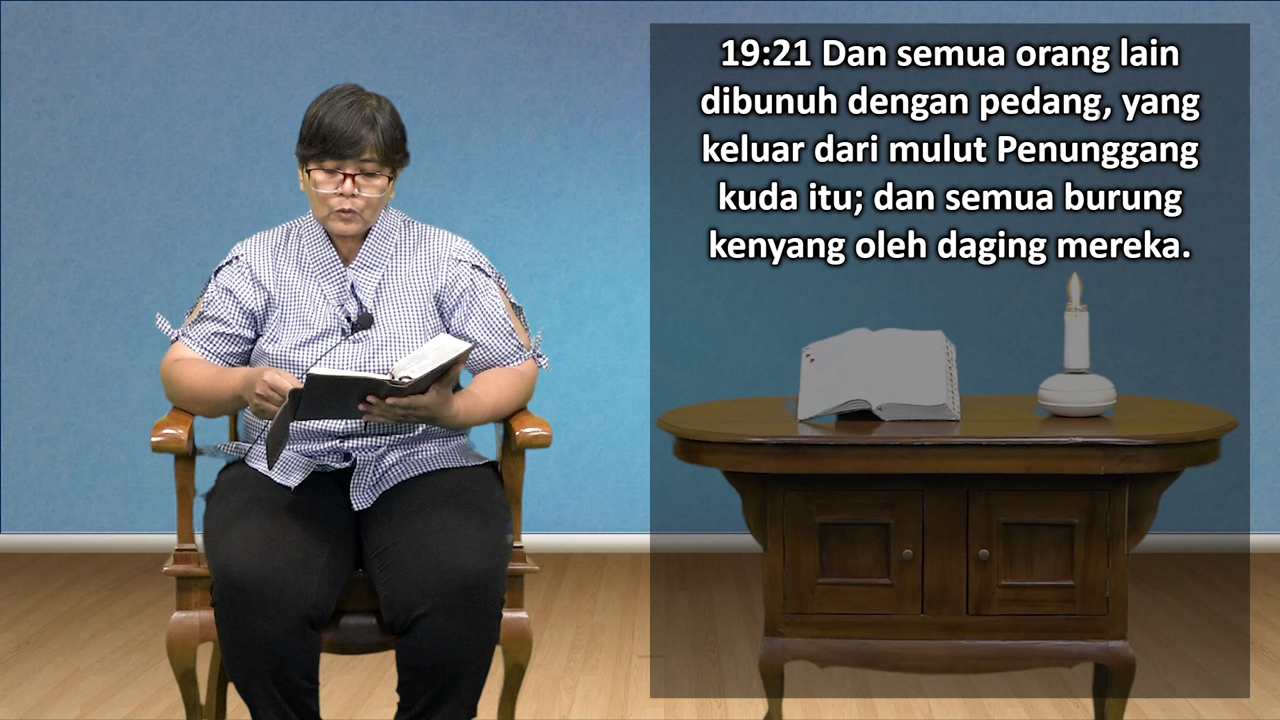 19:21 Dan semua orang lain
dibunuh dengan pedang, yang
keluar dari mulut Penunggang
kuda itu; dan semua burung
kenyang oleh daging mereka.